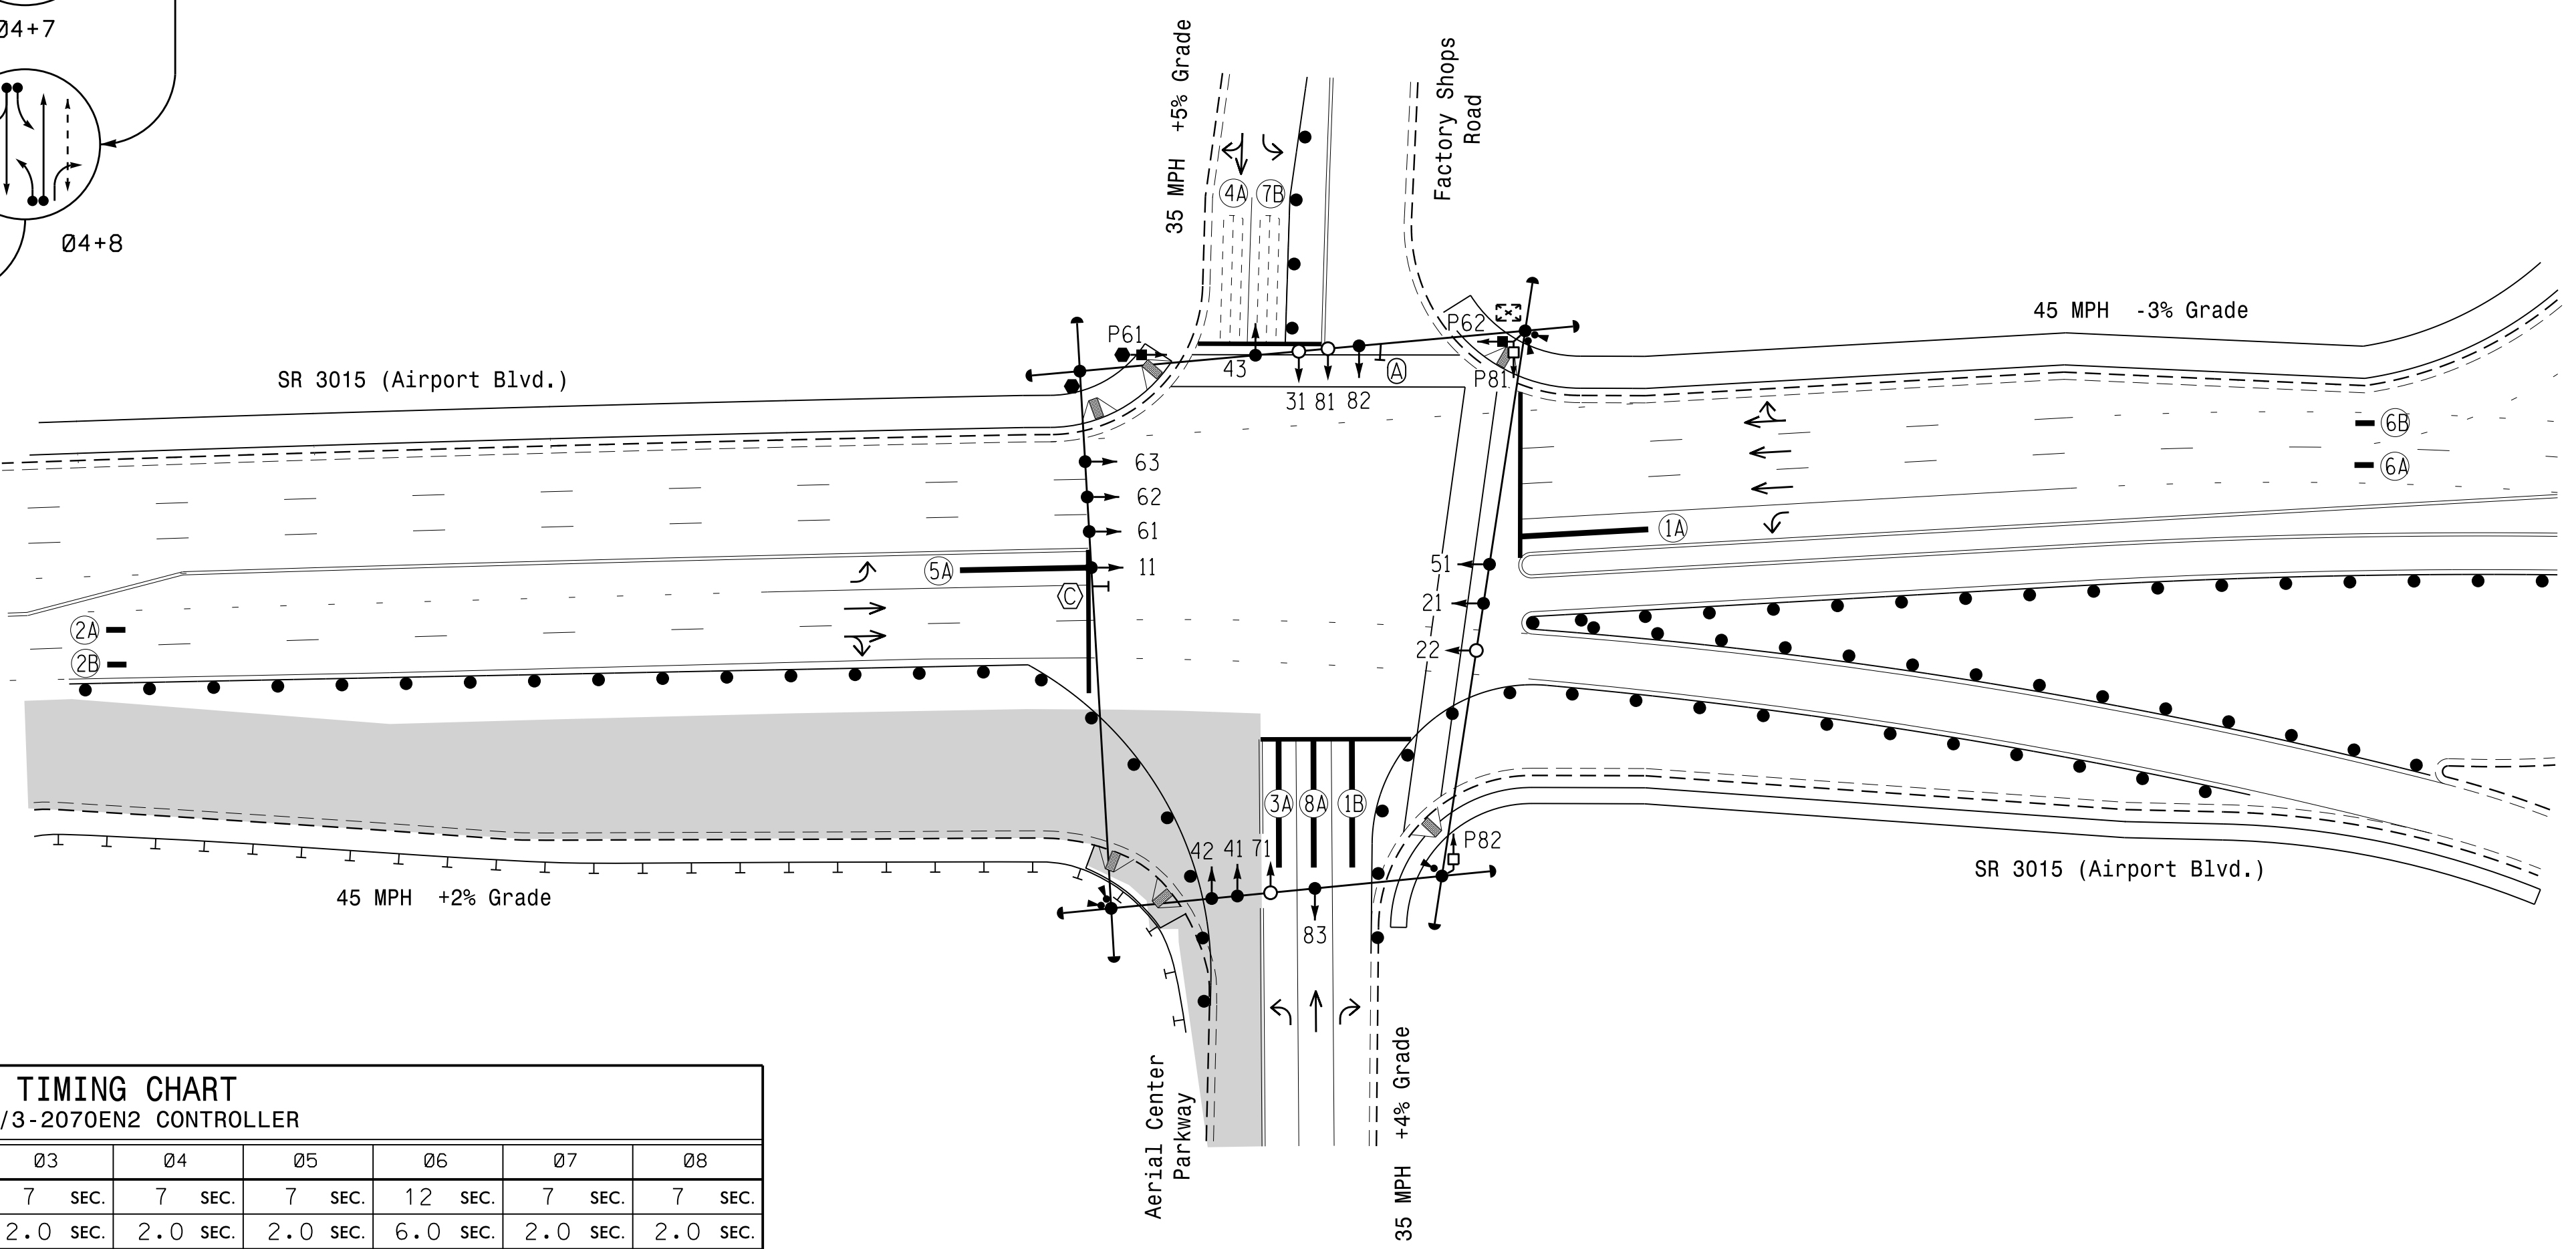 Ø4+7
Ø4+8
35 MPH +5% Grade
Factory Shops
Road
4A
7B
45 MPH -3% Grade
P61
P62
SR 3015 (Airport Blvd.)
43
A
P81
31
81
82
6B
6A
63
62
61
11
1A
5A
C
51
21
22
2A
2B
3A
8A
1B
P82
42
41
71
83
45 MPH +2% Grade
SR 3015 (Airport Blvd.)
Aerial Center
Parkway
35 MPH +4% Grade
TIMING CHART
/3-2070EN2 CONTROLLER
Ø3 Ø4 Ø5 Ø6 Ø7 Ø8
7 SEC. 7 SEC. 7 SEC. 12 SEC. 7 SEC. 7 SEC.
2.0 SEC. 2.0 SEC. 2.0 SEC. 6.0 SEC. 2.0 SEC. 2.0 SEC.